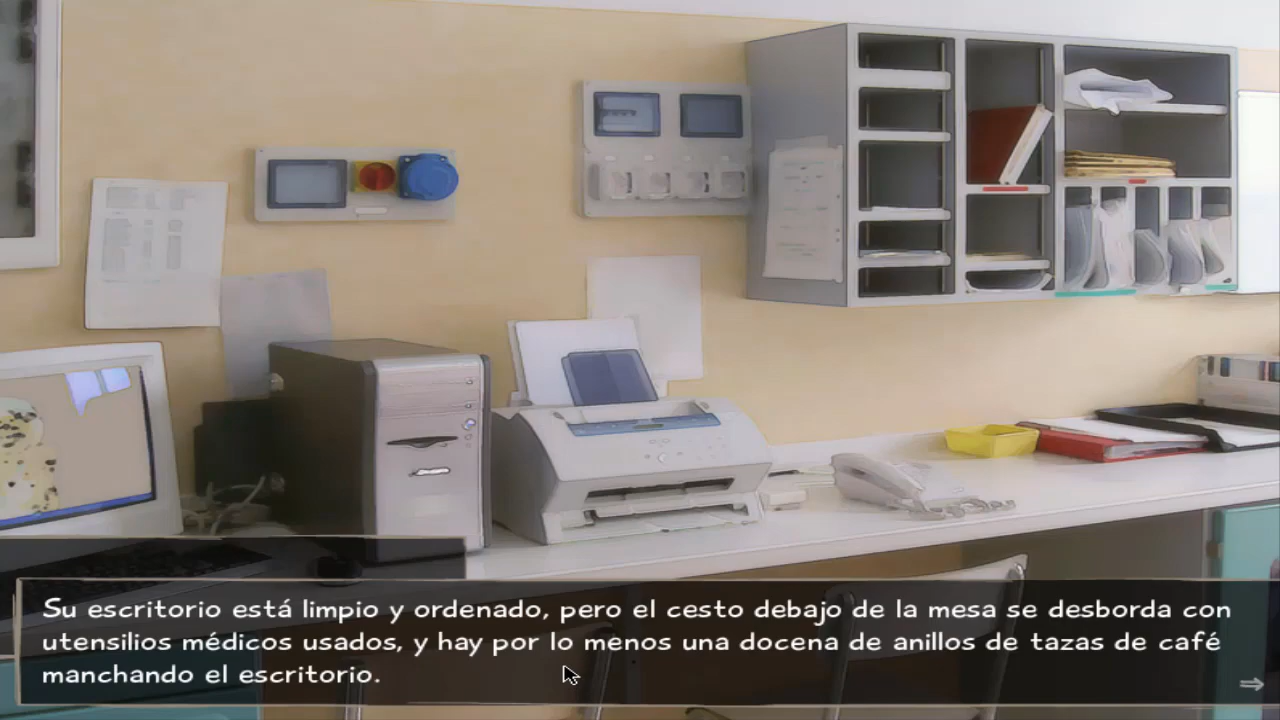 Su escritorio está limpio y ordenado, pero el cesto debajo de la mesa se desborda con
utensilios médicos usados, y hay por lo menos una docena de anillos de tazas de café
manchando el escritorio.